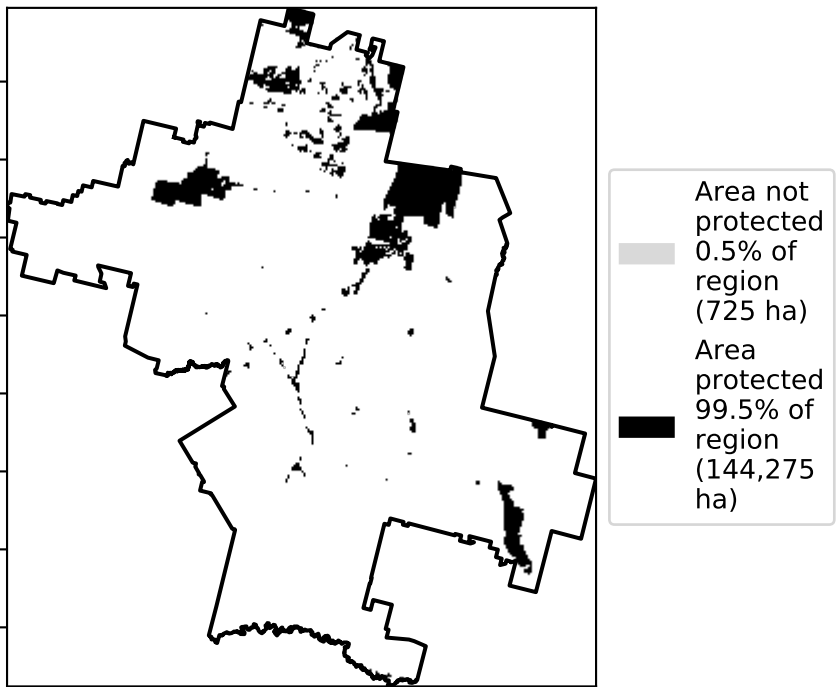 Area not
protected
0.5% of
region
(725 ha)
Area
protected
99.5% of
region
(144,275
ha)